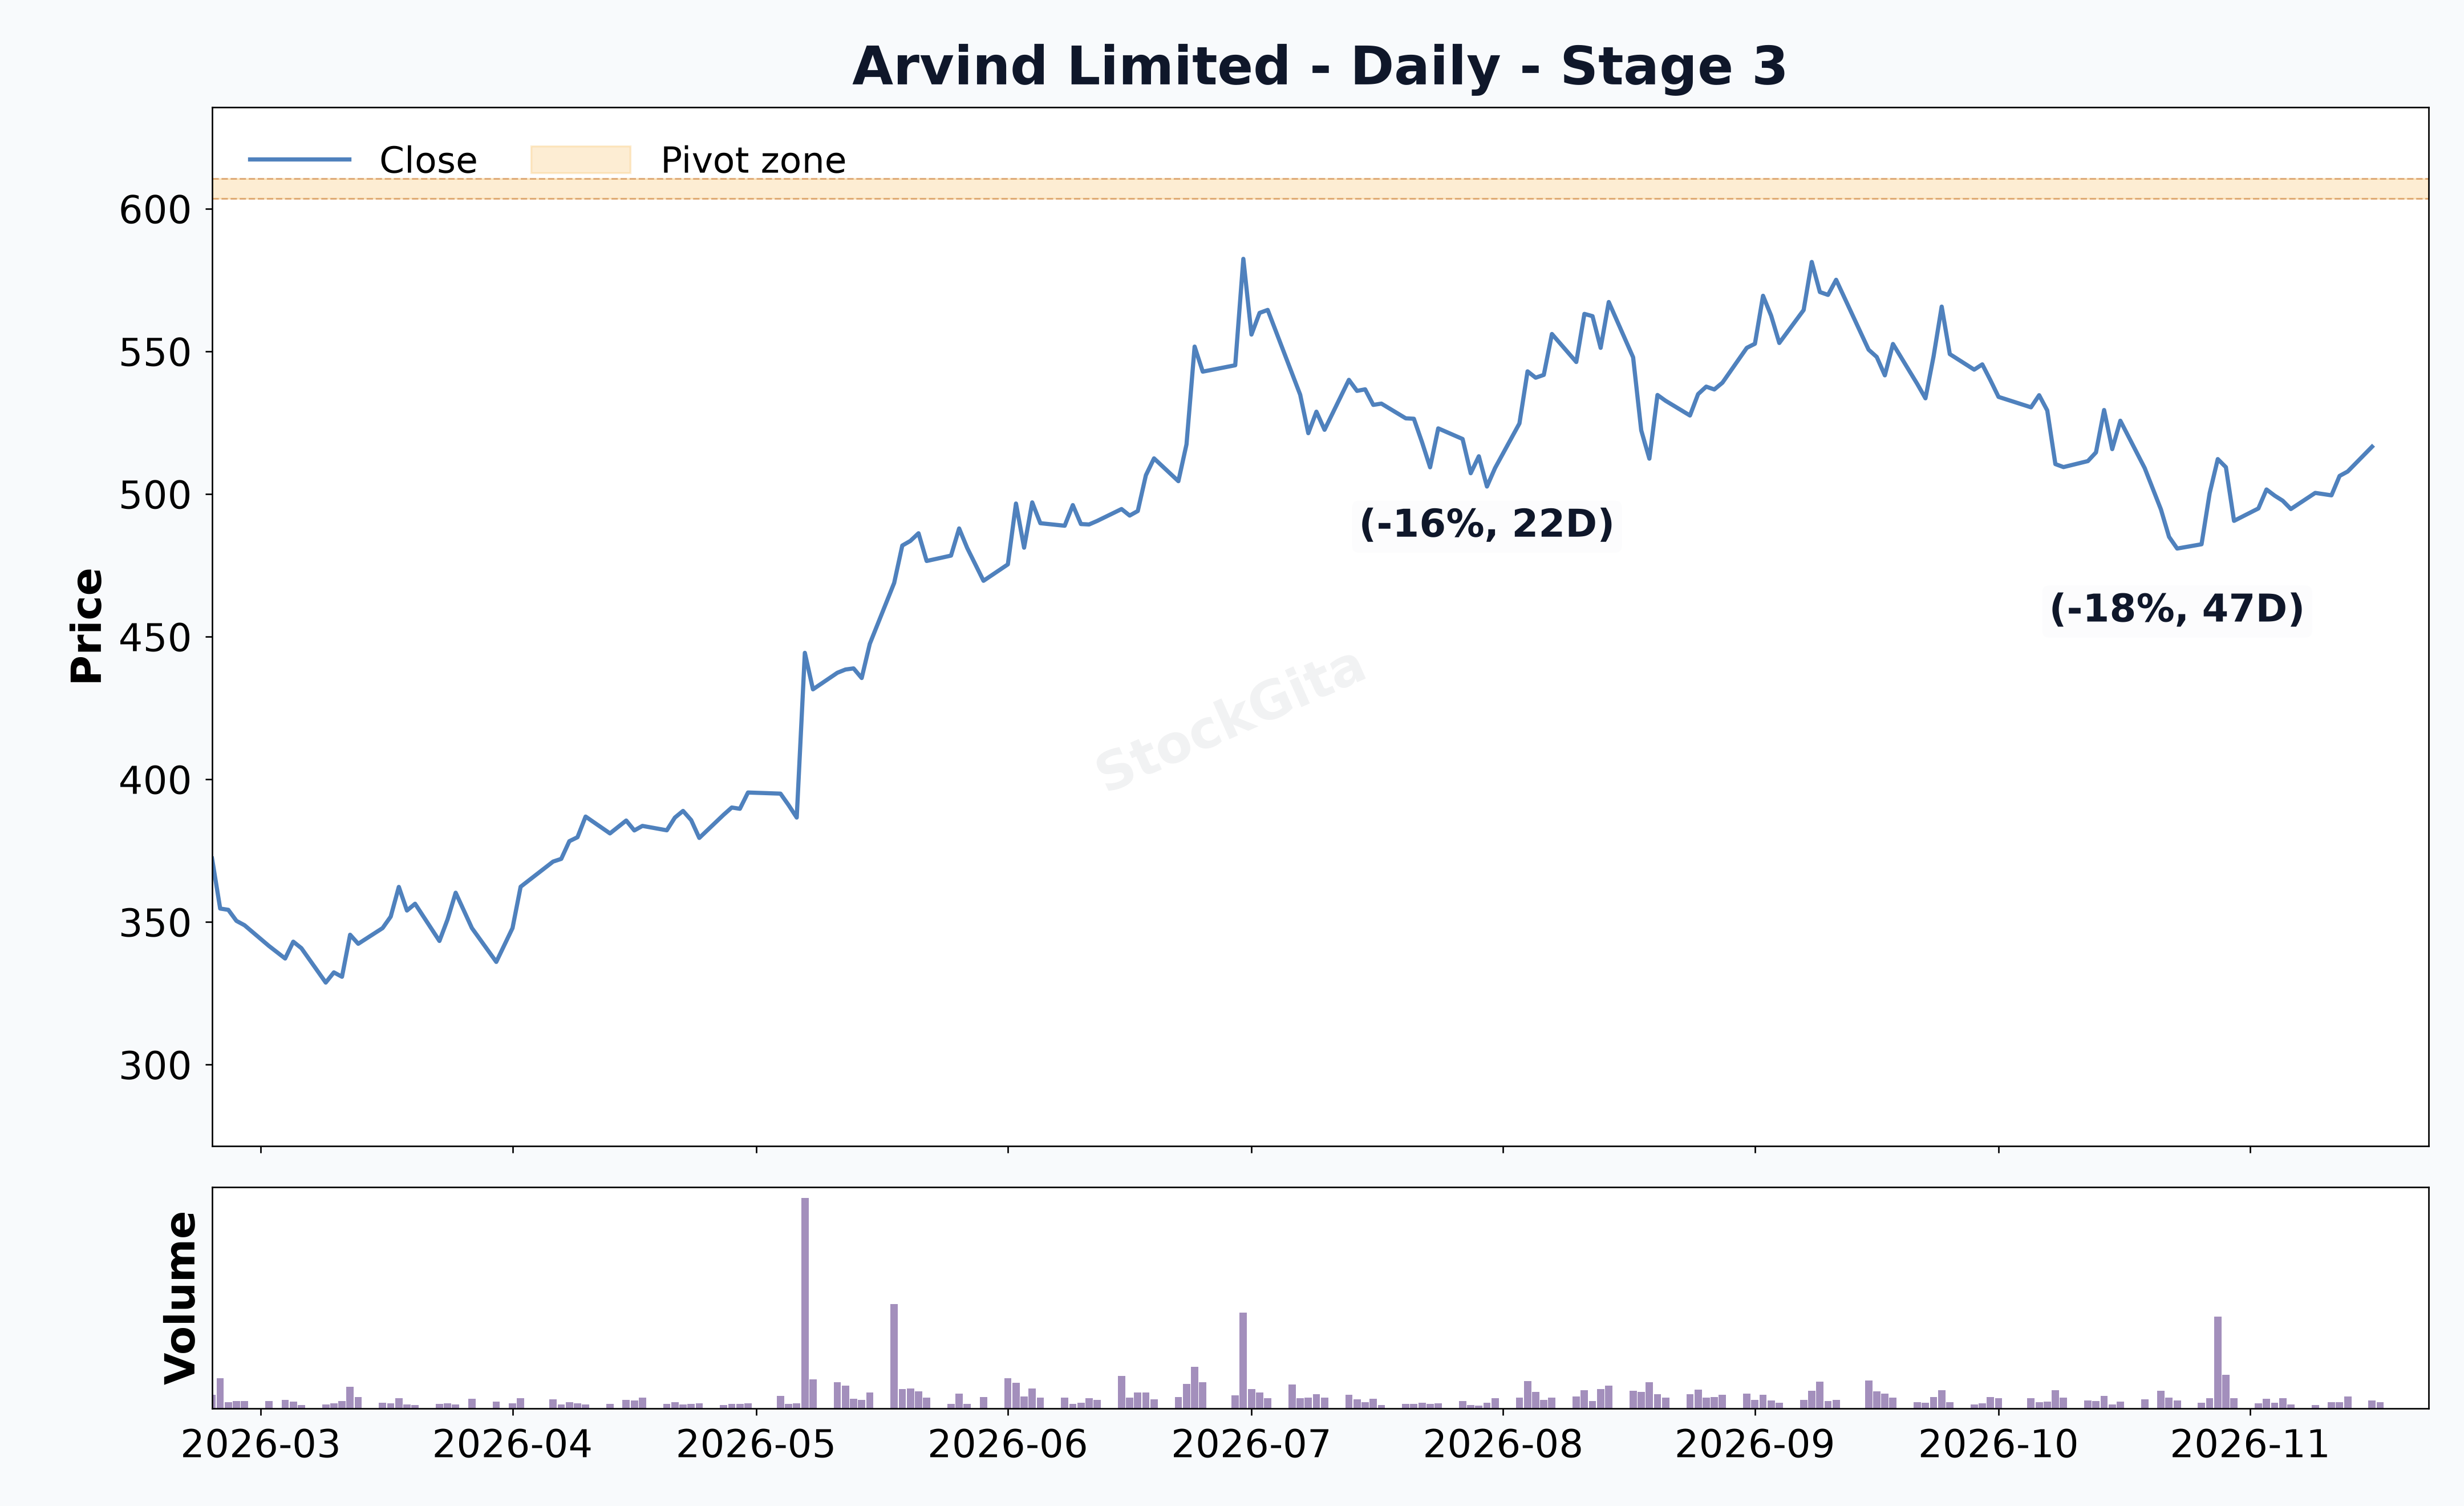 Arvind Limited - Daily - Stage 3
Close
Pivot zone
600
550
500
450
400
350
300
Price
(-16%, 22D)
(-18%, 47D)
StockGita
Volume
2026-03
2026-04
2026-05
2026-06
2026-07
2026-08
2026-09
2026-10
2026-11